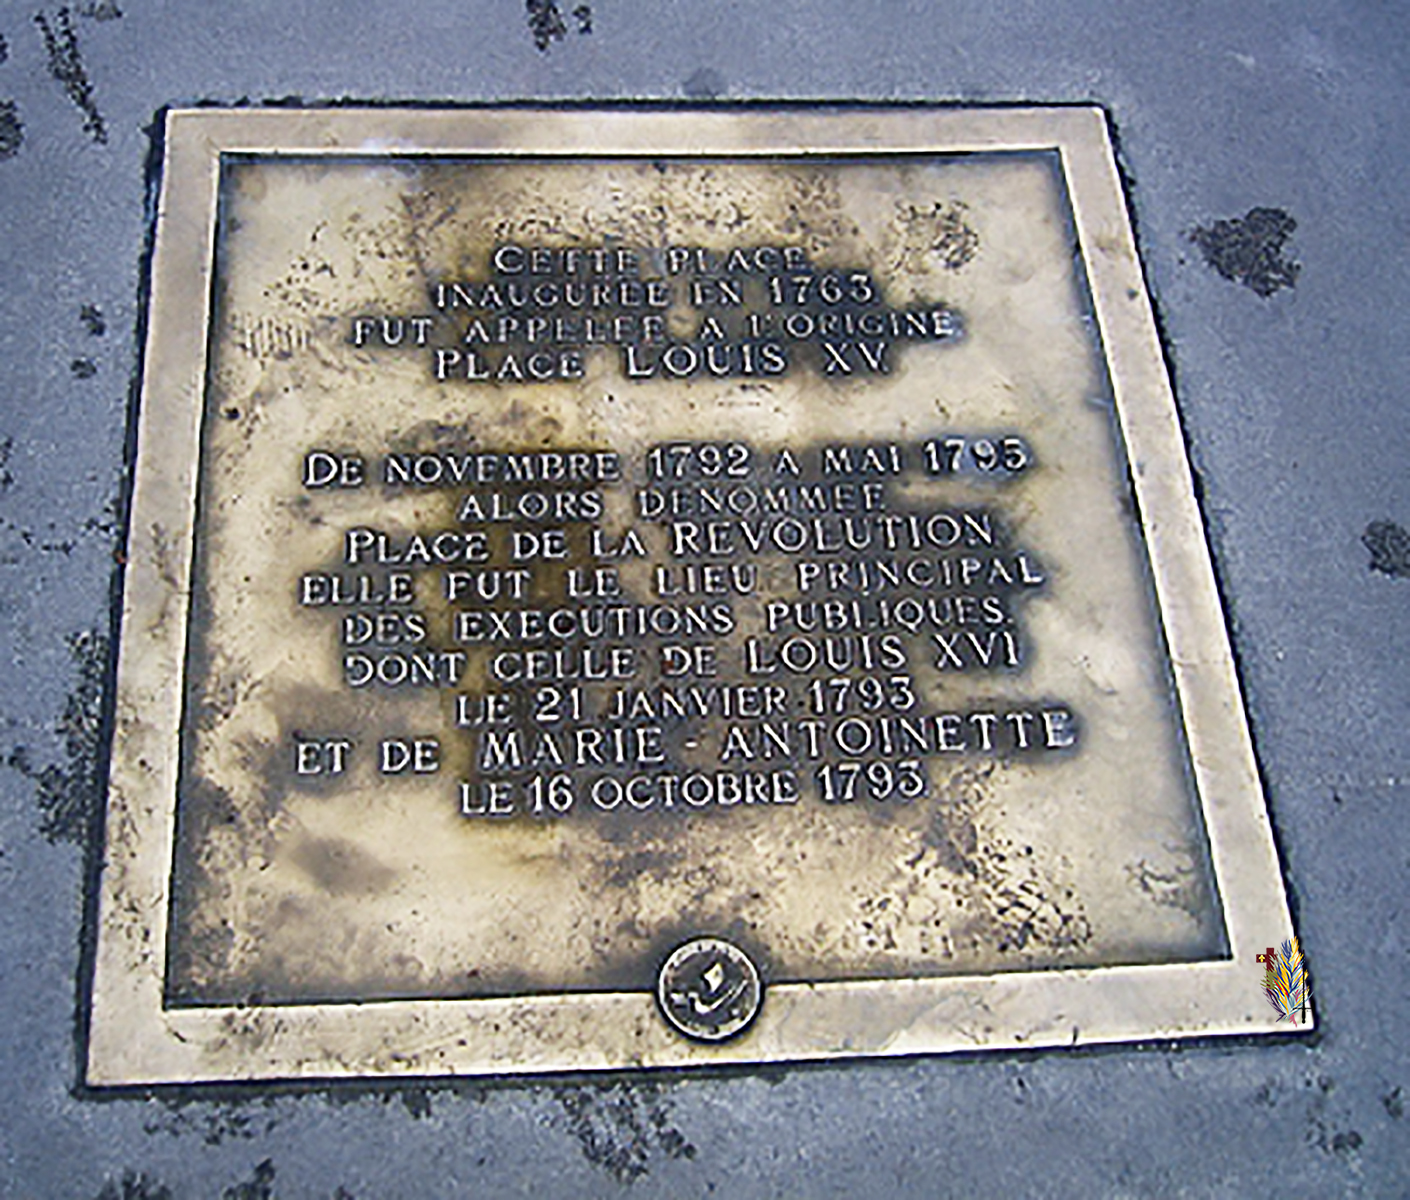 CETTE PLACE
INAUGUREE EN 1763
FUT APPELEE A L'ORIGINE
PLACE LOUIS XV.
DE NOVEMBRE 1792 A MAI 1795
ALORS DENOMMEE
PLACE DE LA REVOLUTION
ELLE FUT LE LIEU PRINCIPAL
DES EXECUTIONS PUBLIQUES.
DONT CELLE DE LOUIS XVI
LE 21 JANVIER 1793
ET DE MARIE-ANTOINETTE
LE 16 OCTOBRE 1793